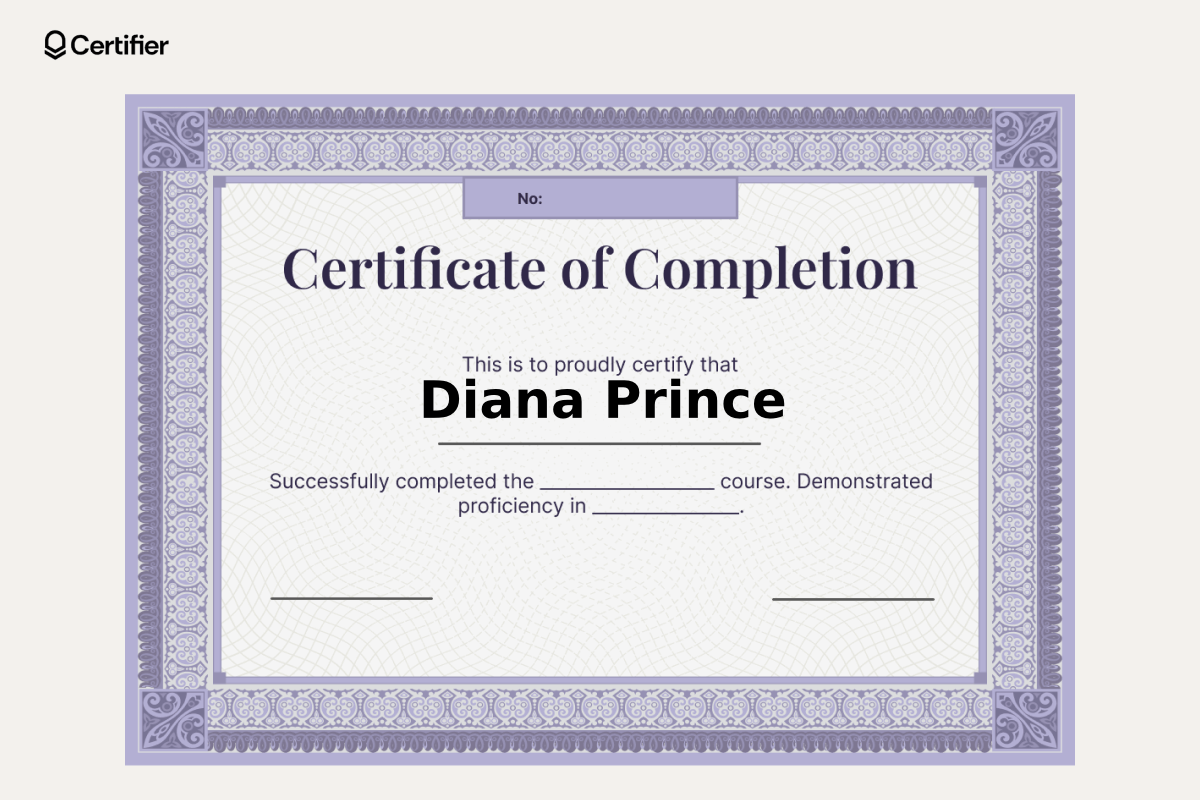 Certifier
No:
Certificate of Completion
This is to proudly certify that
Diana Prince
Successfully completed the ________________ course. Demonstrated
proficiency in ______________.